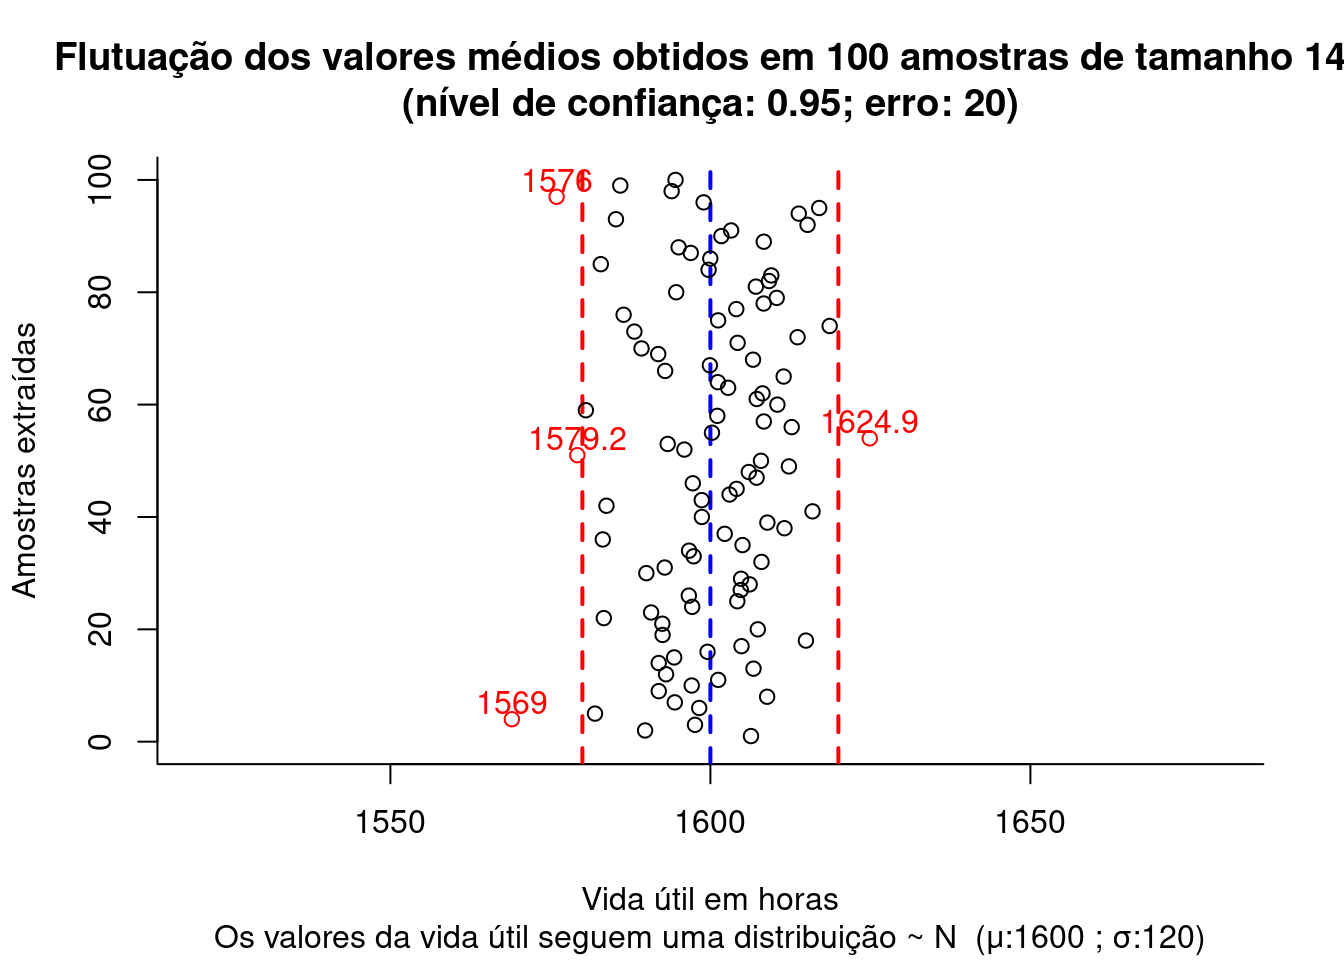 Flutuação dos valores médios obtidos em 100 amostras de tamanho 14
(nível de confiança: 0.95; erro: 20)
100
80
60
40
20
0
Amostras extraídas
1576
1579.2
1624.9
1569
1550
1600
1650
Vida útil em horas
Os valores da vida útil seguem uma distribuição ~ N (μ:1600 ; σ:120)